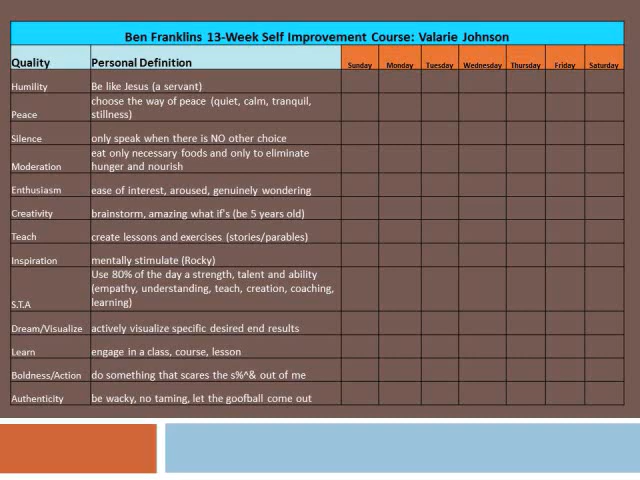 Ben Franklins 13-Week Self Improvement Course: Valarie Johnson
Quality Personal Definition Sunday Monday Tuesday Wednesday Thursday Friday Saturday
Humility Be like Jesus (a servant)
choose the way of peace (quiet, calm, tranquil,
Peace stillness)
Silence only speak when there is NO other choice
eat only necessary foods and only to eliminate
Moderation hunger and nourish
Enthusiasm ease of interest, aroused, genuinely wondering
Creativity brainstorm, amazing what if's (be 5 years old)
Teach create lessons and exercises (stories/parables)
Inspiration mentally stimulate (Rocky)
Use 80% of the day a strength, talent and ability
(empathy, understanding, teach, creation, coaching,
S.T.A learning)
Dream/Visualize actively visualize specific desired end results
Learn engage in a class, course, lesson
Boldness/Action do something that scares the s%^& out of me
Authenticity be wacky, no taming, let the goofball come out